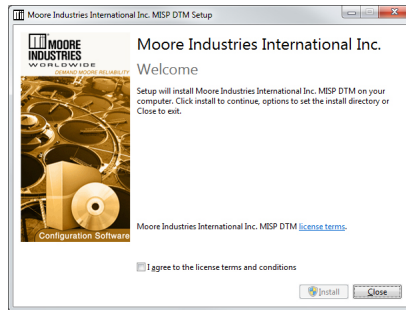 Moore Industries International Inc. MISP DTM Setup
MOORE
INDUSTRIES
WORLDWIDE
DEMAND MOORE RELIABILITY
Configuration Software
Moore Industries International Inc.
Welcome
Setup will install Moore Industries International Inc. MISP DTM on your
computer. Click install to continue, options to set the install directory or
Close to exit.
Moore Industries International Inc. MISP DTM license terms.
I agree to the license terms and conditions
Install
Close